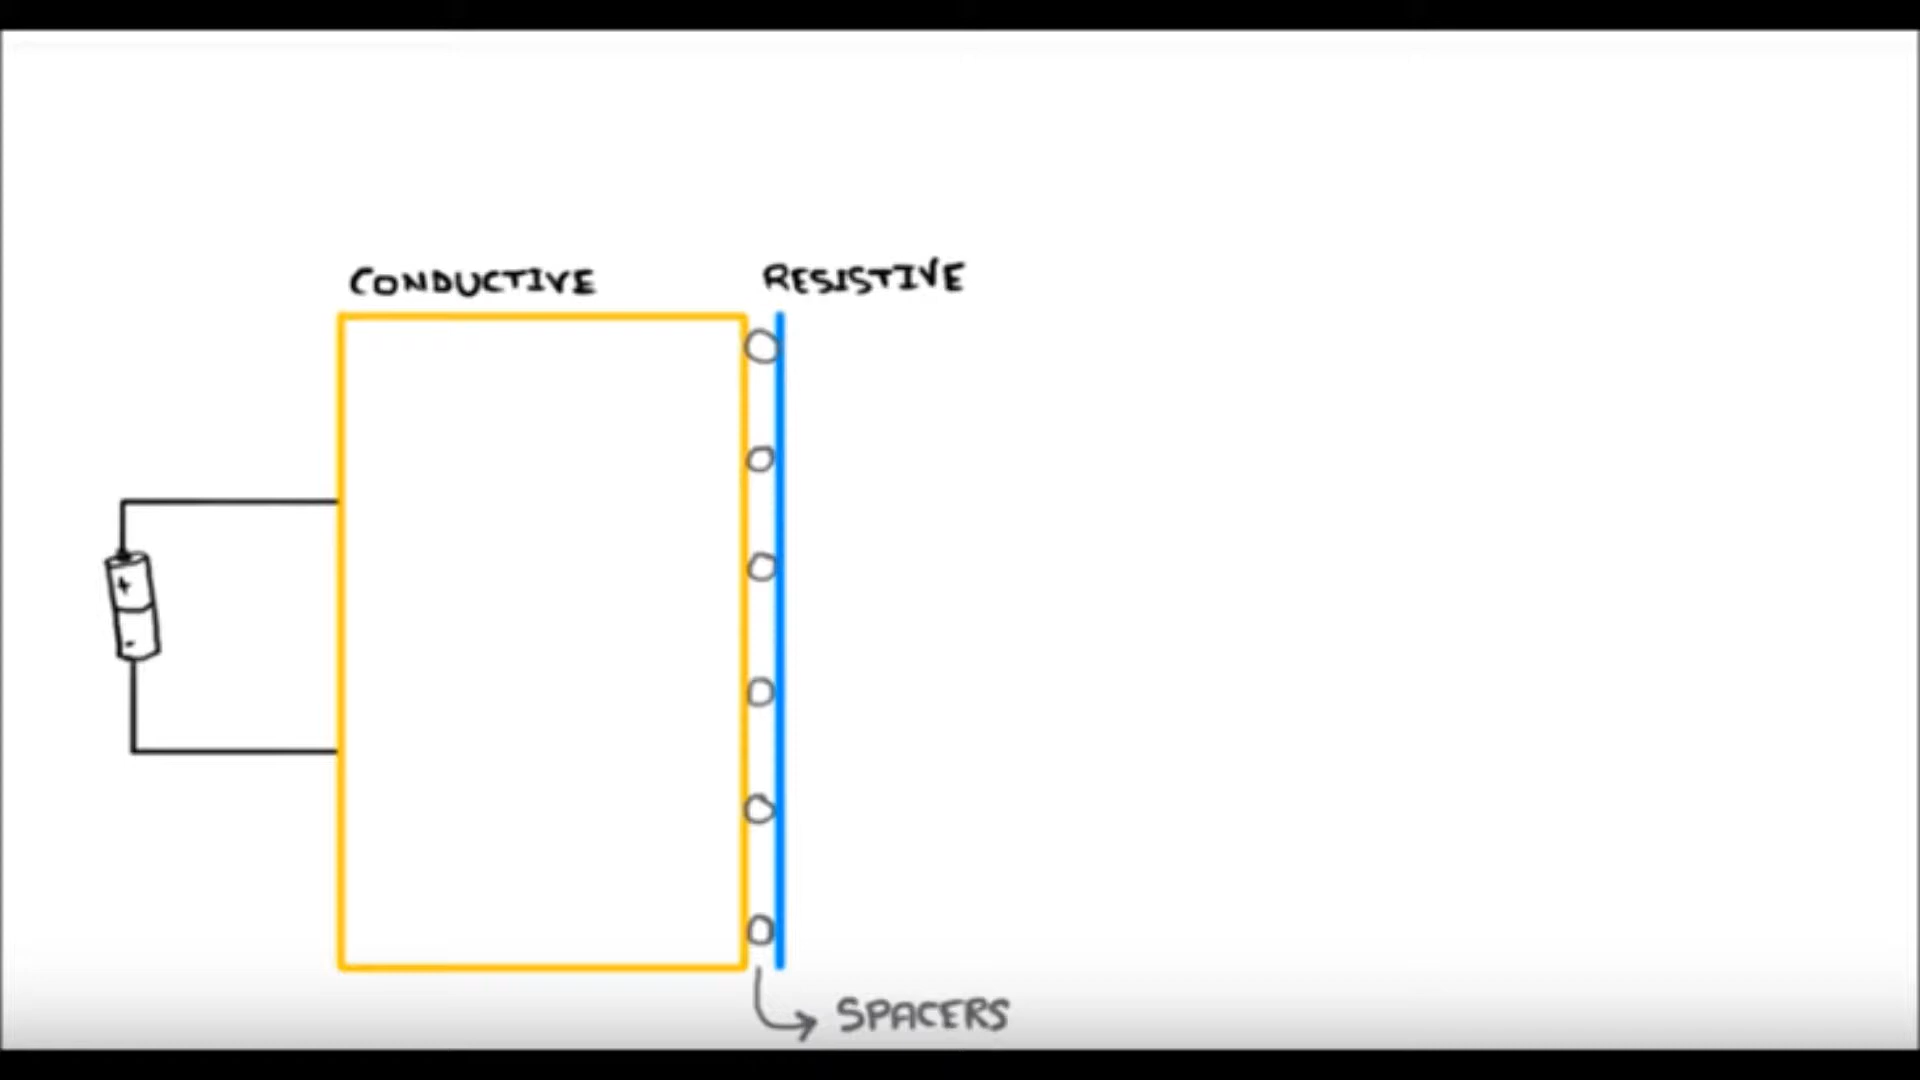 CONDUCTIVE
RESISTIVE
+
-
SPACERS